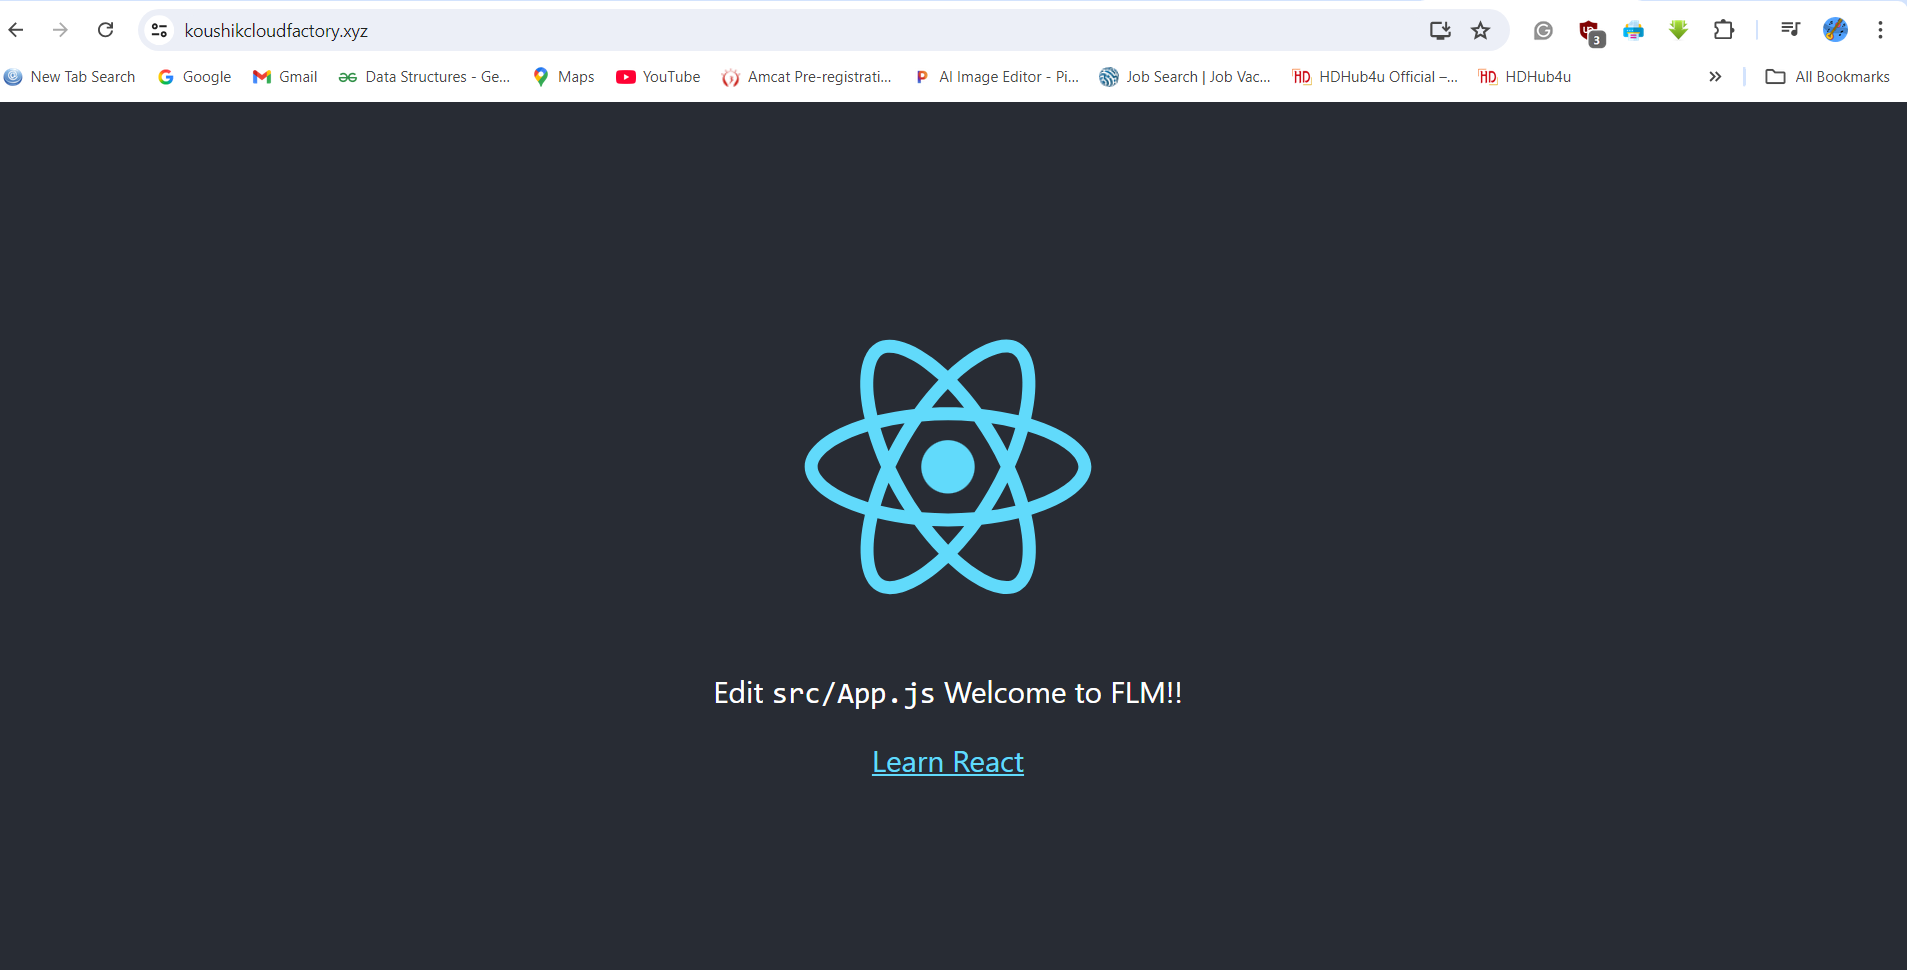 koushikcloudfactory.xyz
3
New Tab Search Google Gmail Data Structures - Ge... Maps YouTube Amcat Pre-registrati... AI Image Editor - Pi... Job Search | Job Vac... HDHub4u Official –... HDHub4u » All Bookmarks
Edit src/App.js Welcome to FLM!!
Learn React